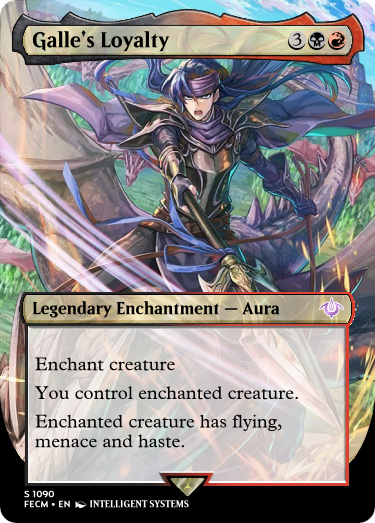 Galle's Loyalty 3
Legendary Enchantment — Aura
Enchant creature
You control enchanted creature.
Enchanted creature has flying,
menace and haste.
S 1090
FECM • EN INTELLIGENT SYSTEMS